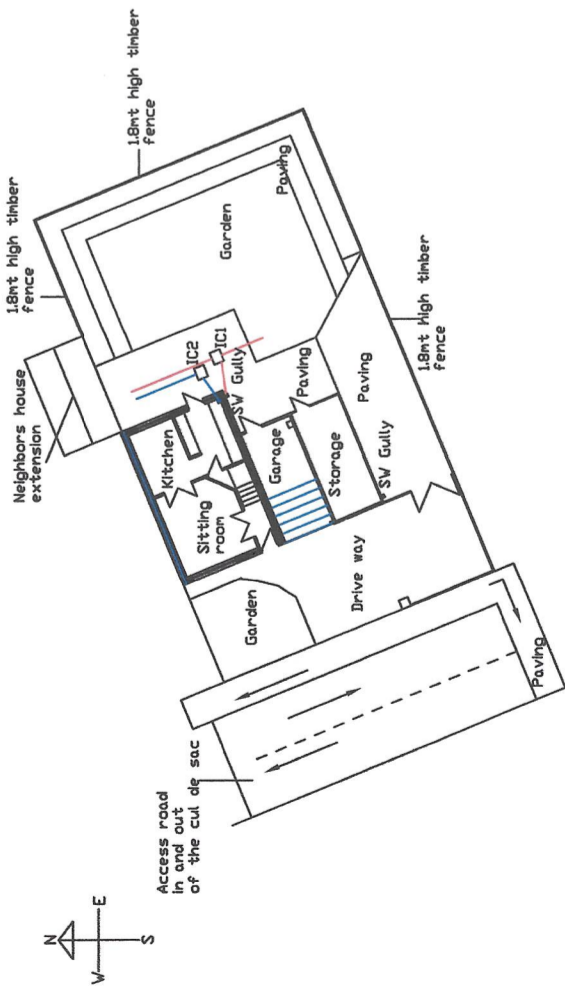 1.8mt high timber
fence
1.8mt high timber
fence
Neighbors house
extension
Paving
Garden
IC2
IC1
SW Gully
Kitchen
Sitting
room
Paving
Garage
Storage
Paving
SW Gully
1.8mt high timber
fence
Garden
Drive way
Paving
Access road
in and out
of the cul de sac
N
W
E
S